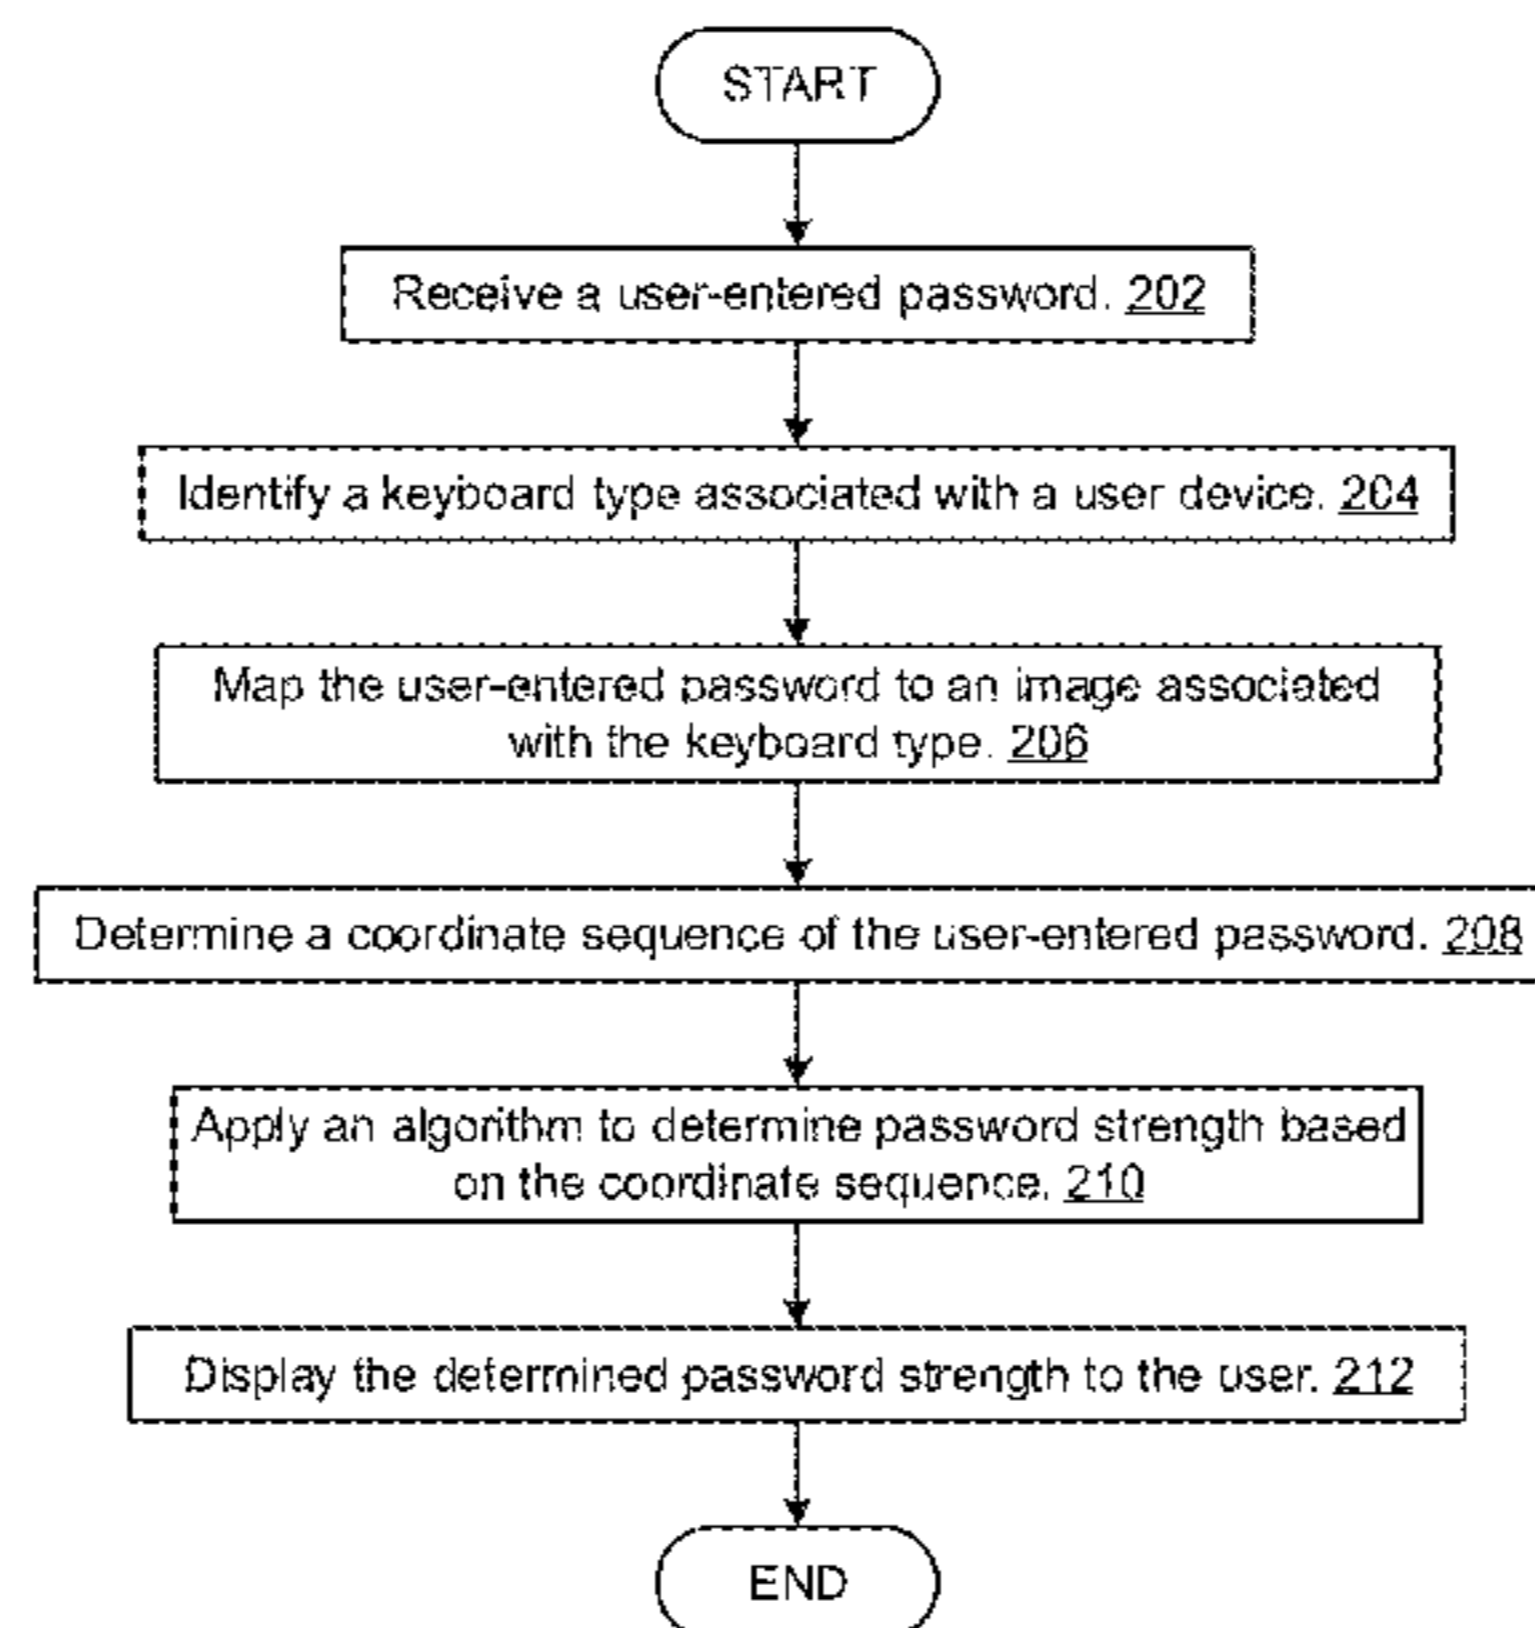 START
Receive a user-entered password. 202
Identify a keyboard type associated with a user device. 204
Map the user-entered password to an image associated
with the keyboard type. 206
Determine a coordinate sequence of the user-entered password. 208
Apply an algorithm to determine password strength based
on the coordinate sequence. 210
Display the determined password strength to the user. 212
END